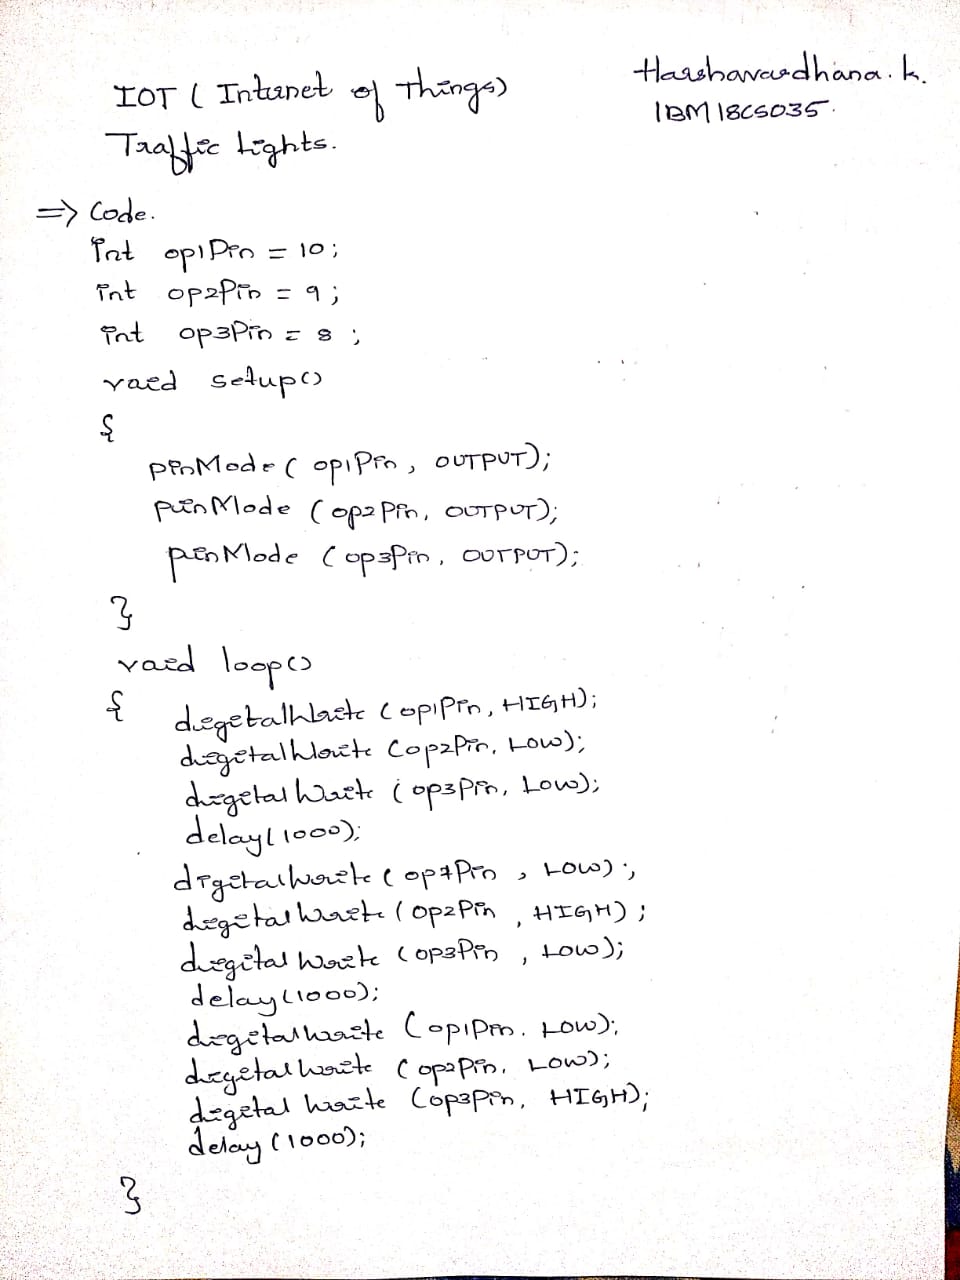 IOT ( Internet of Things)
Harshavardhana. k.
1BM18CS035.
Traffic Lights.
=> Code.
int op1Pin = 10;
int op2Pin = 9;
int op3Pin = 8;
void setup()
{
pinMode( op1Pin, OUTPUT);
pinMode (op2Pin, OUTPUT);
pinMode (op3Pin, OUTPUT);
}
void loop()
{ digitalWrite (op1Pin, HIGH);
digitalWrite (op2Pin, LOW);
digitalWrite (op3Pin, LOW);
delay(1000);
digitalWrite (op1Pin, LOW);
digitalWrite (op2Pin, HIGH);
digitalWrite (op3Pin, LOW);
delay(1000);
digitalWrite (op1Pin. LOW);
digitalWrite (op2Pin, LOW);
digitalWrite (op3Pin, HIGH);
delay (1000);
}